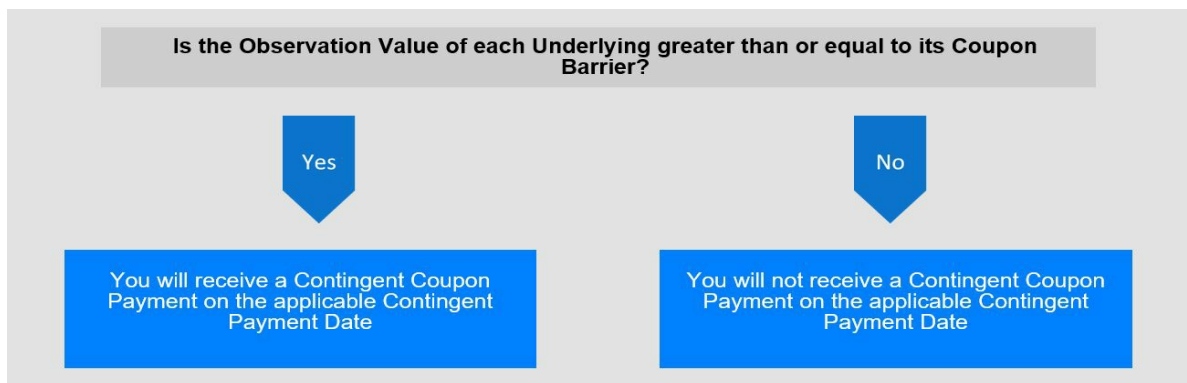 Is the Observation Value of each Underlying greater than or equal to its Coupon
Barrier?
Yes
No
You will receive a Contingent Coupon
Payment on the applicable Contingent
Payment Date
You will not receive a Contingent Coupon
Payment on the applicable Contingent
Payment Date